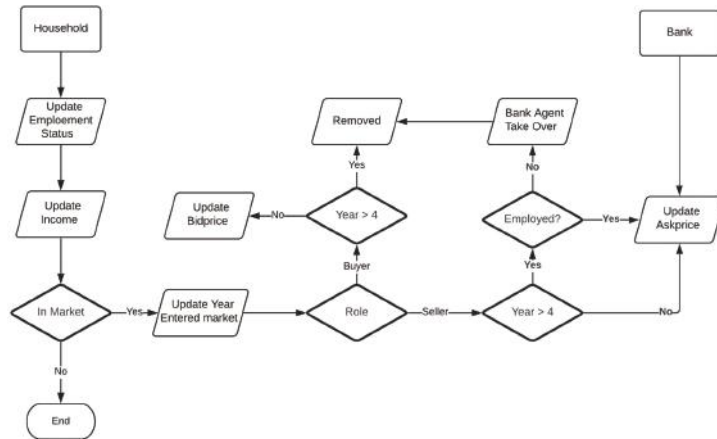 Household
Bank
Update
Emploement
Status
Removed
Bank Agent
Take Over
Yes
No
Update
Income
Update
Bidprice
No
Year > 4
Employed?
Yes
Update
Askprice
Buyer
Yes
In Market
Yes
Update Year
Entered market
Role
Seller
Year > 4
No
No
End